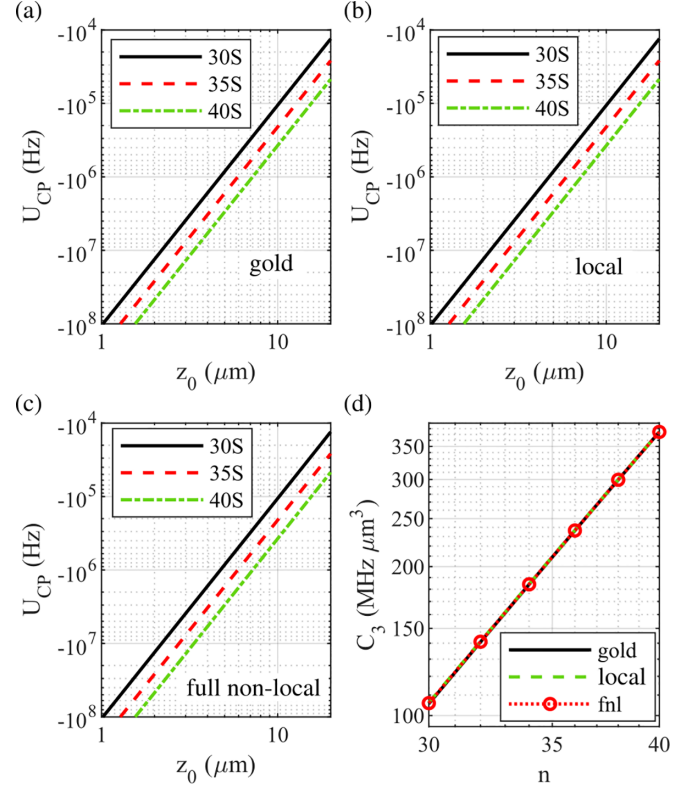 (a)
-10^4
-10^5
-10^6
-10^7
-10^8
U_CP (Hz)
30S
35S
40S
gold
1
10
z_0 (μm)
(b)
-10^4
-10^5
-10^6
-10^7
-10^8
U_CP (Hz)
30S
35S
40S
local
1
10
z_0 (μm)
(c)
-10^4
-10^5
-10^6
-10^7
-10^8
U_CP (Hz)
30S
35S
40S
full non-local
1
10
z_0 (μm)
(d)
350
300
250
200
150
100
C_3 (MHz μm^3)
gold
local
fnl
30
35
40
n